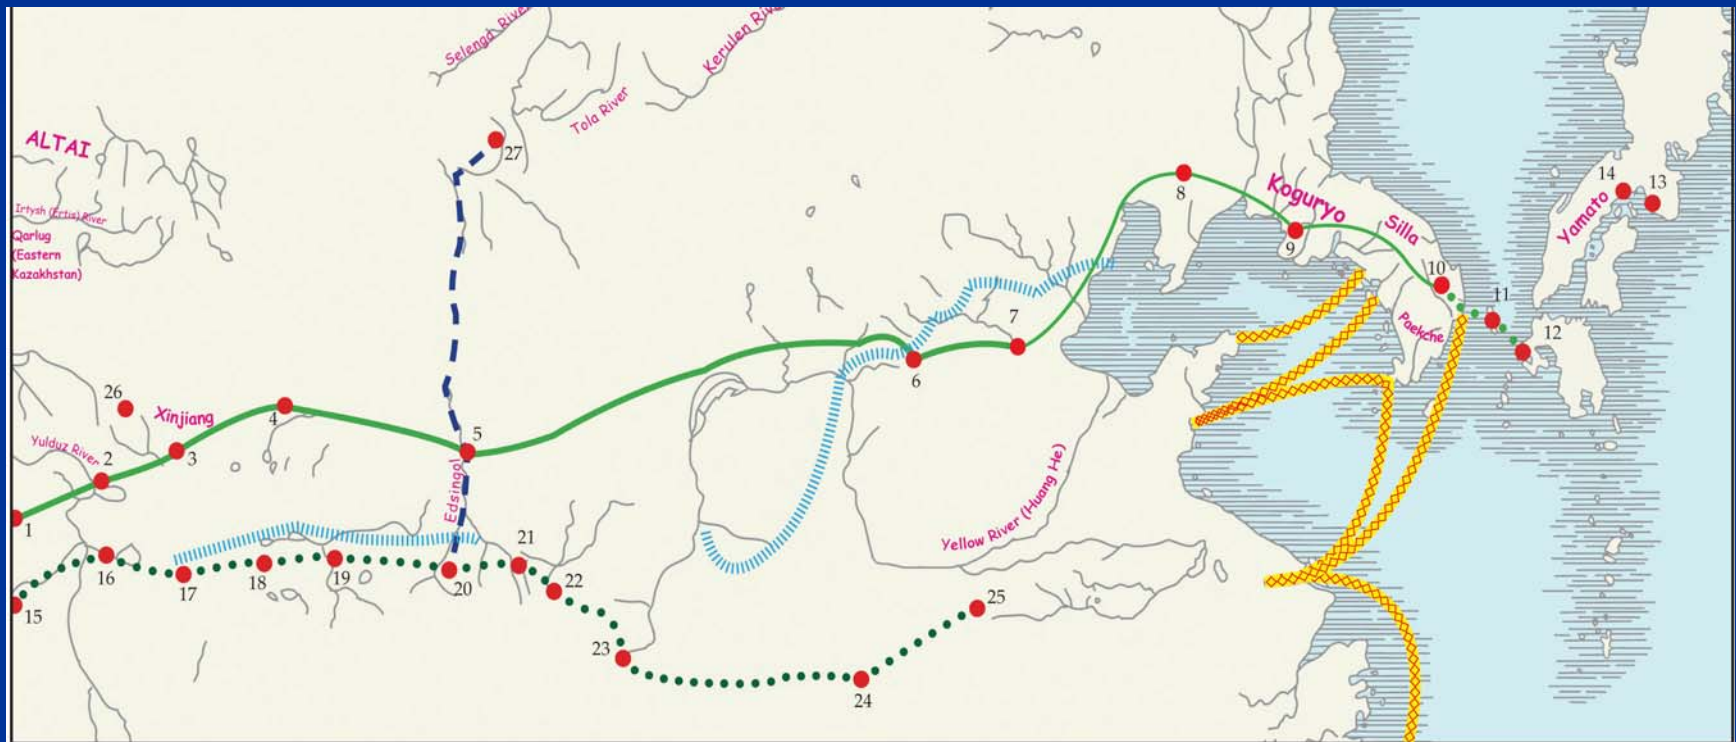 Selenga River
Kerulen River
Tola River
ALTAI
Irtysh (Ertis) River
Qarlug
(Eastern
Kazakhstan)
27
8
Koguryo
Silla
9
10
14
13
Yamato
11
12
Paekche
7
6
26
Xinjiang
4
Yulduz River
2
3
5
Edsingol
1
Yellow River (Huang He)
16
17
18
19
20
21
22
15
23
25
24